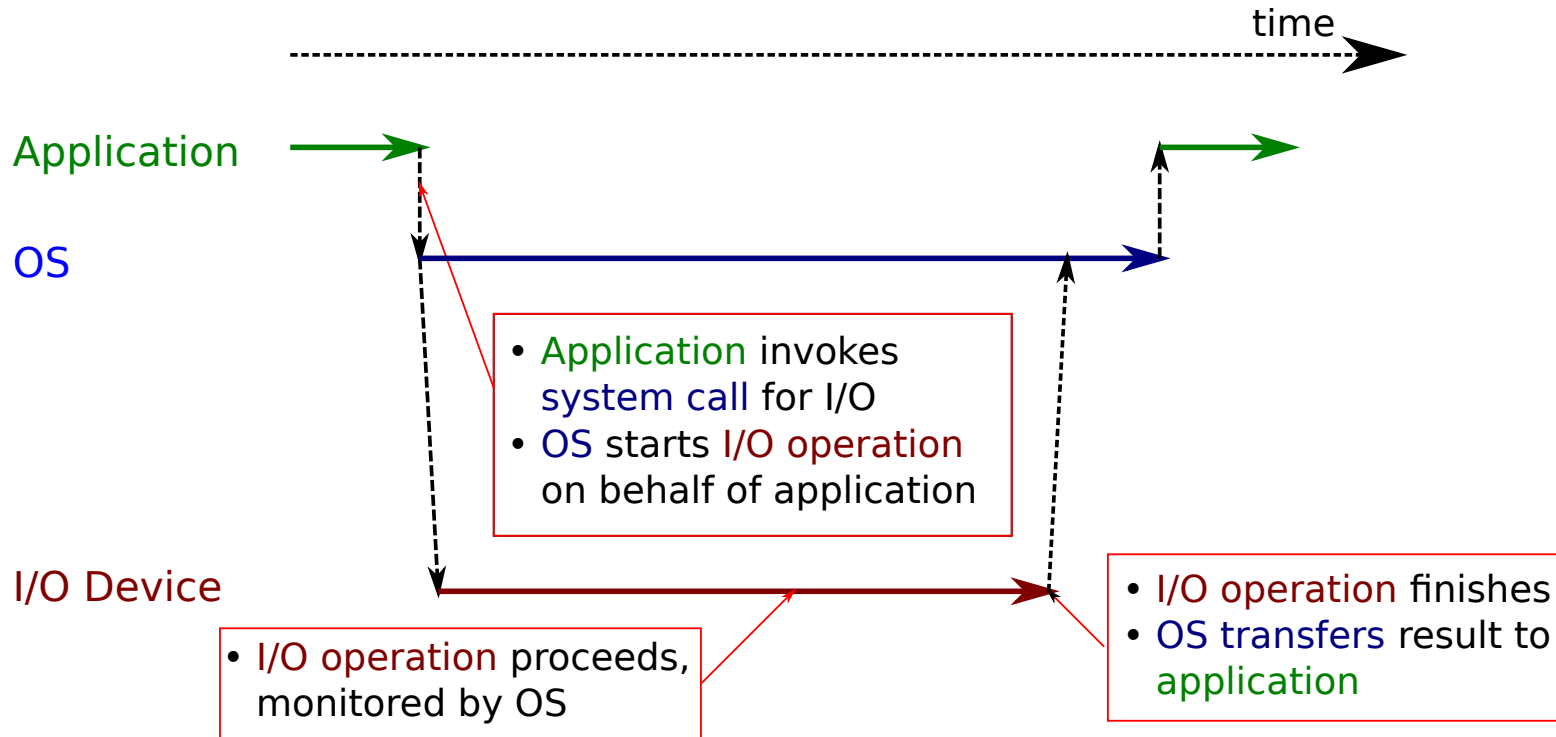 time
Application
OS
• Application invokes
system call for I/O
• OS starts I/O operation
on behalf of application
I/O Device
• I/O operation proceeds,
monitored by OS
• I/O operation finishes
• OS transfers result to
application